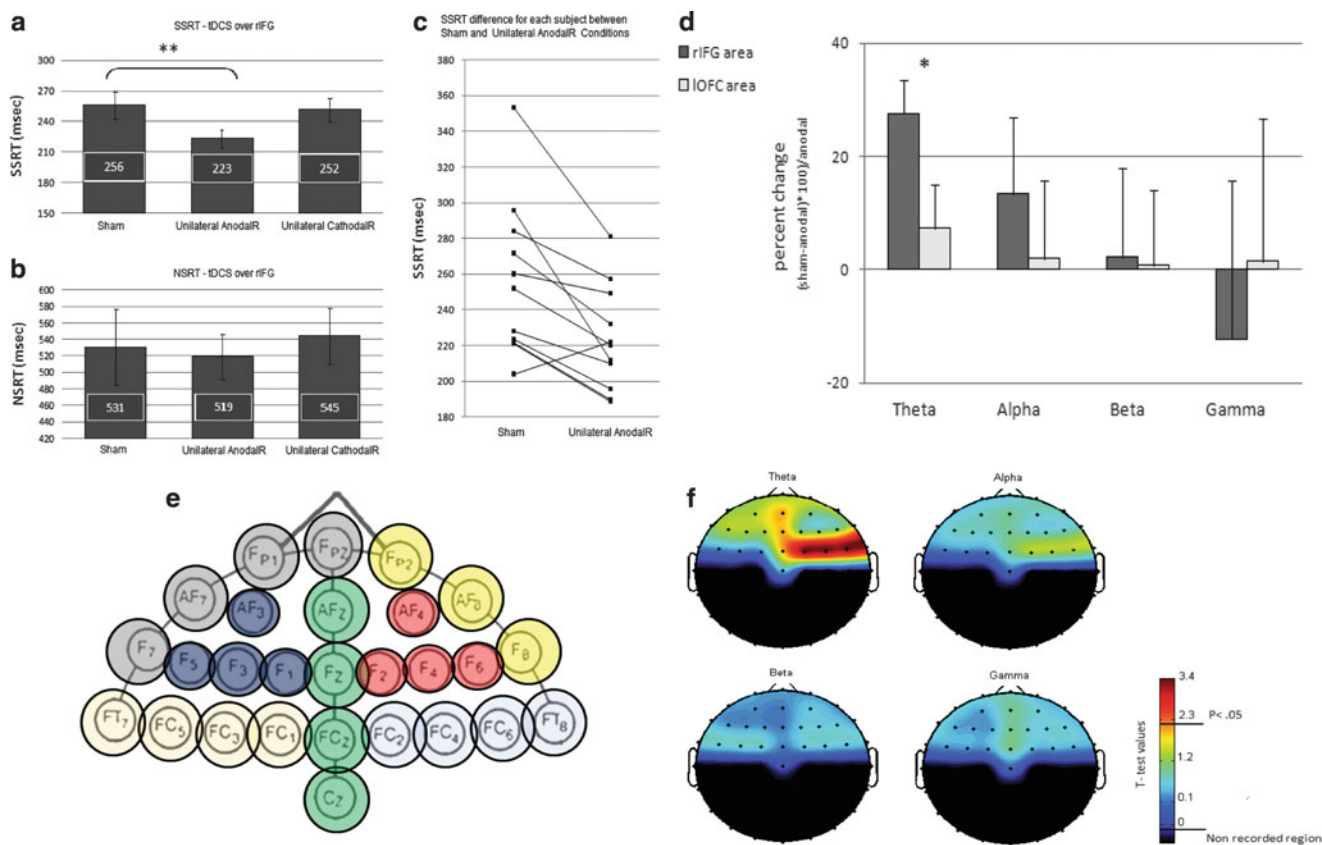 a
SSRT - tDCS over rIFG
**
300
270
240
210
180
150
SSRT (msec)
256
223
252
Sham
Unilateral AnodalR
Unilateral CathodalR
b
NSRT - tDCS over rIFG
600
580
560
540
520
500
480
460
440
420
NSRT (msec)
531
519
545
Sham
Unilateral AnodalR
Unilateral CathodalR
c
SSRT difference for each subject between
Sham and Unilateral AnodalR Conditions
380
360
340
320
300
280
260
240
220
200
180
SSRT (msec)
Sham
Unilateral AnodalR
d
rIFG area
lOFC area
*
40
20
0
-20
percent change
(sham-anodal)*100)/anodal
Theta
Alpha
Beta
Gamma
e
FP1
FPZ
FP2
AF7
AF3
AFZ
AF4
AF8
F7
F5
F3
F1
FZ
F2
F4
F6
F8
FT7
FC5
FC3
FC1
FCZ
FC2
FC4
FC6
FT8
CZ
f
Theta
Alpha
Beta
Gamma
3.4
2.3
P< .05
1.2
0.1
0
T- test values
Non recorded region